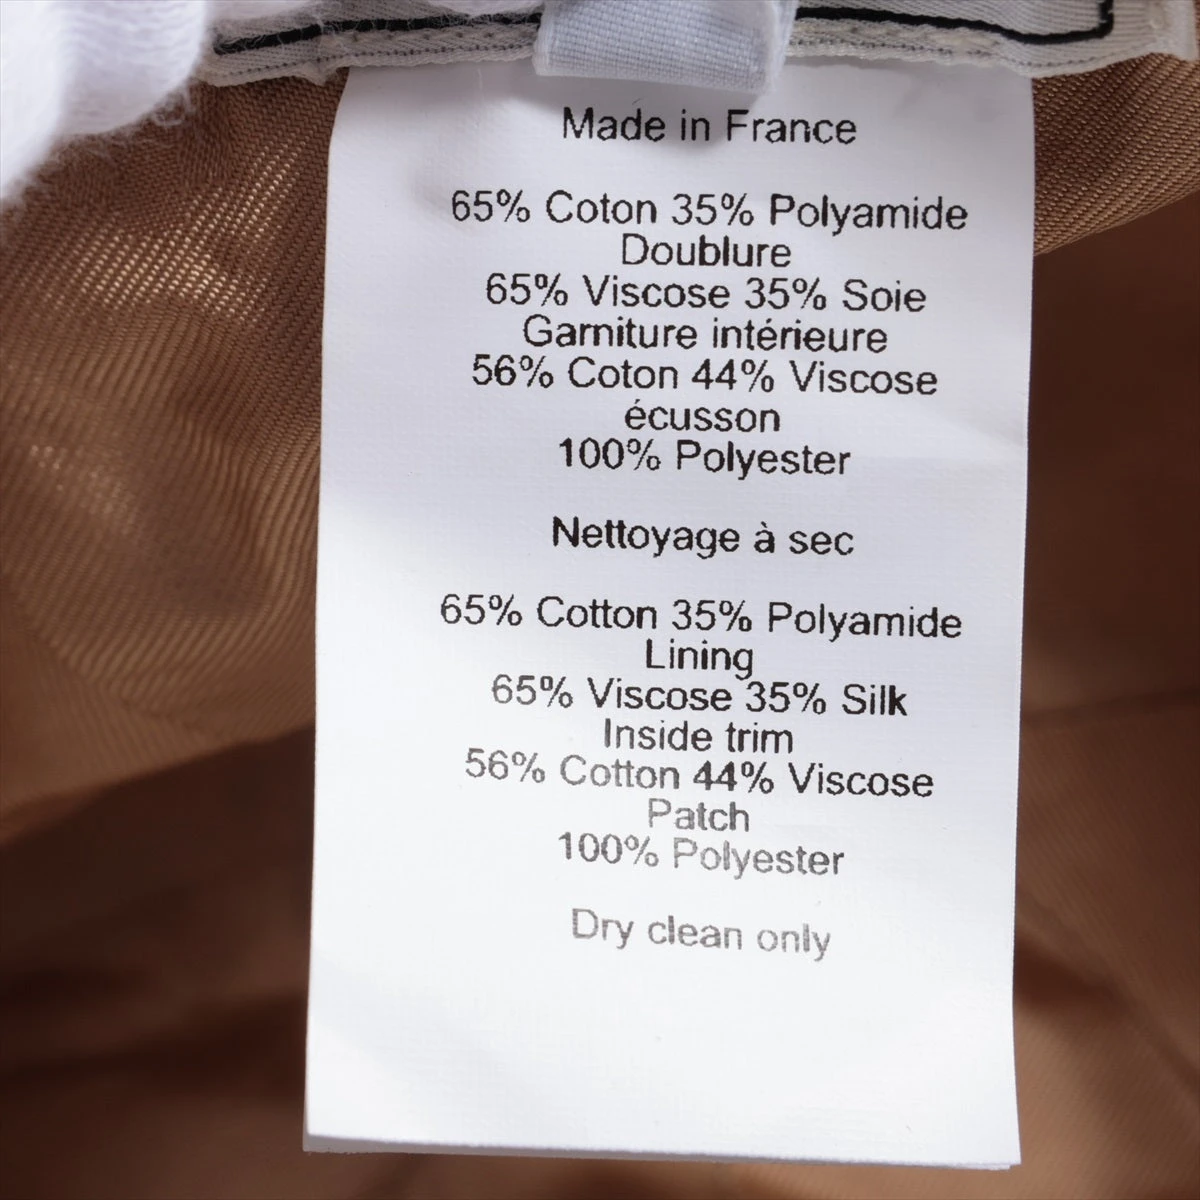 Made in France
65% Coton 35% Polyamide
Doublure
65% Viscose 35% Soie
Garniture intérieure
56% Coton 44% Viscose
écusson
100% Polyester
Nettoyage à sec
65% Cotton 35% Polyamide
Lining
65% Viscose 35% Silk
Inside trim
56% Cotton 44% Viscose
Patch
100% Polyester
Dry clean only